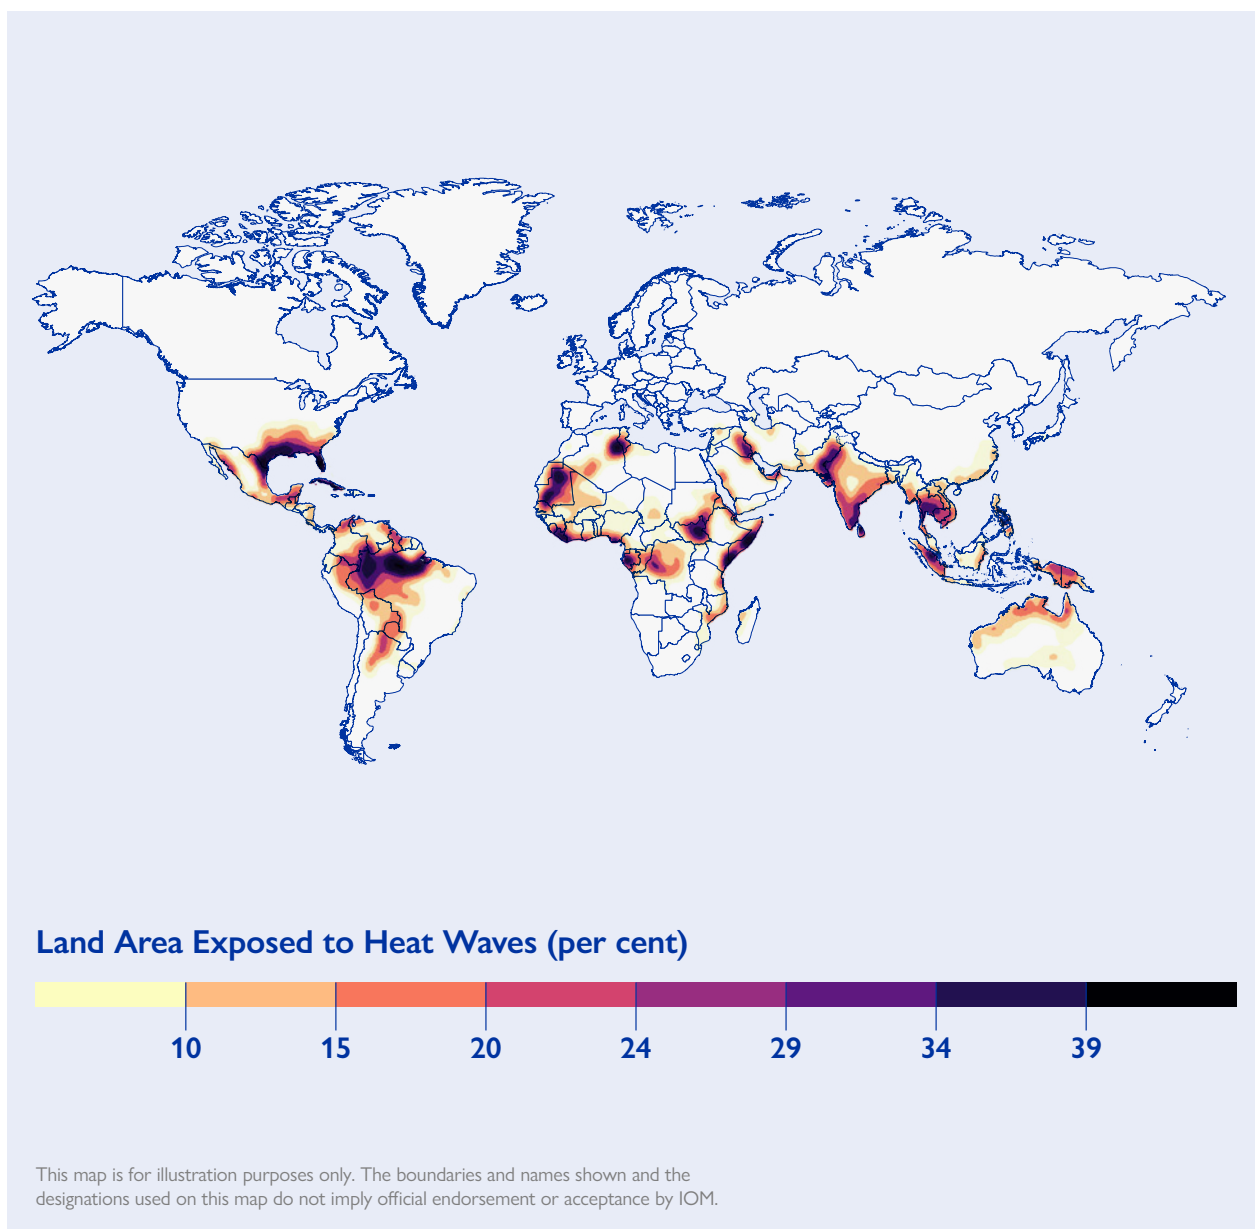 Land Area Exposed to Heat Waves (per cent)
10 15 20 24 29 34 39
This map is for illustration purposes only. The boundaries and names shown and the
designations used on this map do not imply official endorsement or acceptance by IOM.